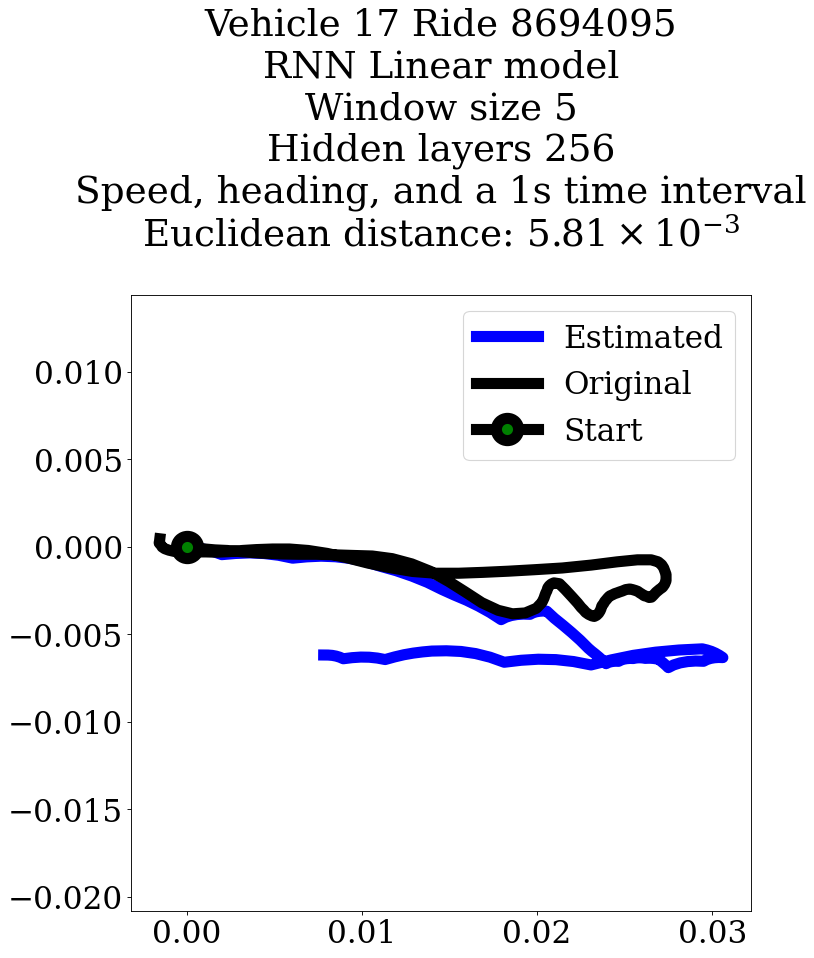 Vehicle 17 Ride 8694095
RNN Linear model
Window size 5
Hidden layers 256
Speed, heading, and a 1s time interval
Euclidean distance: 5.81 × 10⁻³
Estimated
Original
Start
0.010
0.005
0.000
−0.005
−0.010
−0.015
−0.020
0.00 0.01 0.02 0.03